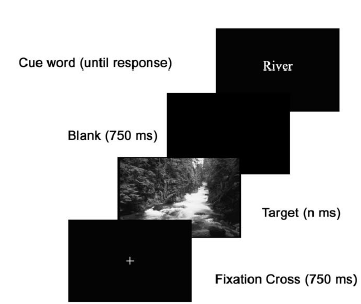 River
Cue word (until response)
Blank (750 ms)
Target (n ms)
Fixation Cross (750 ms)